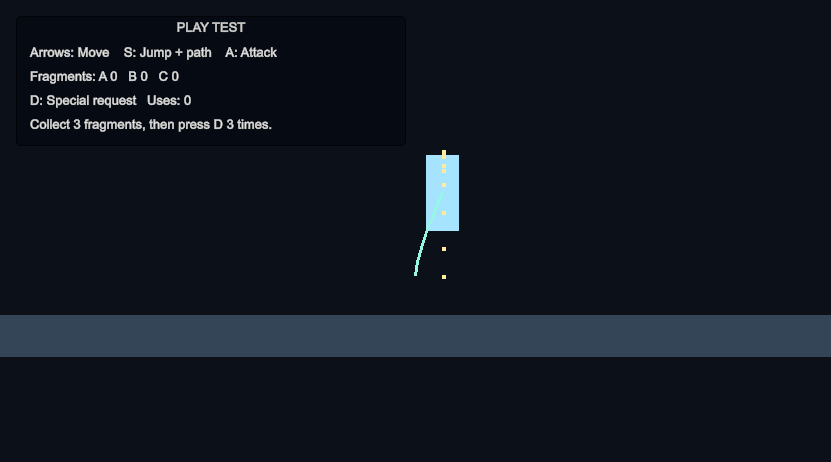 PLAY TEST
Arrows: Move    S: Jump + path    A: Attack
Fragments: A 0   B 0   C 0
D: Special request   Uses: 0
Collect 3 fragments, then press D 3 times.